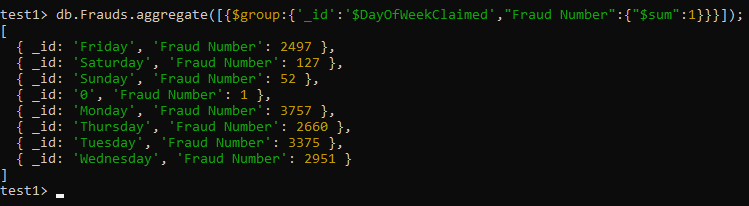 test1> db.Frauds.aggregate([{$group:{'_id':'$DayOfWeekClaimed',"Fraud Number":{"$sum":1}}}]);
[
  { _id: 'Friday', 'Fraud Number': 2497 },
  { _id: 'Saturday', 'Fraud Number': 127 },
  { _id: 'Sunday', 'Fraud Number': 52 },
  { _id: '0', 'Fraud Number': 1 },
  { _id: 'Monday', 'Fraud Number': 3757 },
  { _id: 'Thursday', 'Fraud Number': 2660 },
  { _id: 'Tuesday', 'Fraud Number': 3375 },
  { _id: 'Wednesday', 'Fraud Number': 2951 }
]
test1>